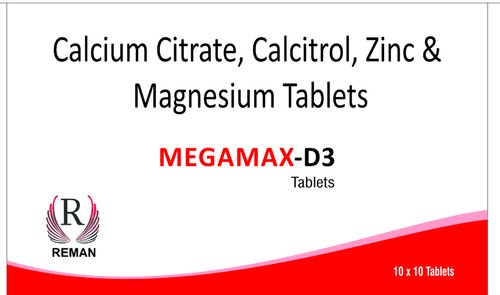 Calcium Citrate, Calcitrol, Zinc &
Magnesium Tablets
MEGAMAX-D3
Tablets
R
REMAN
10 x 10 Tablets